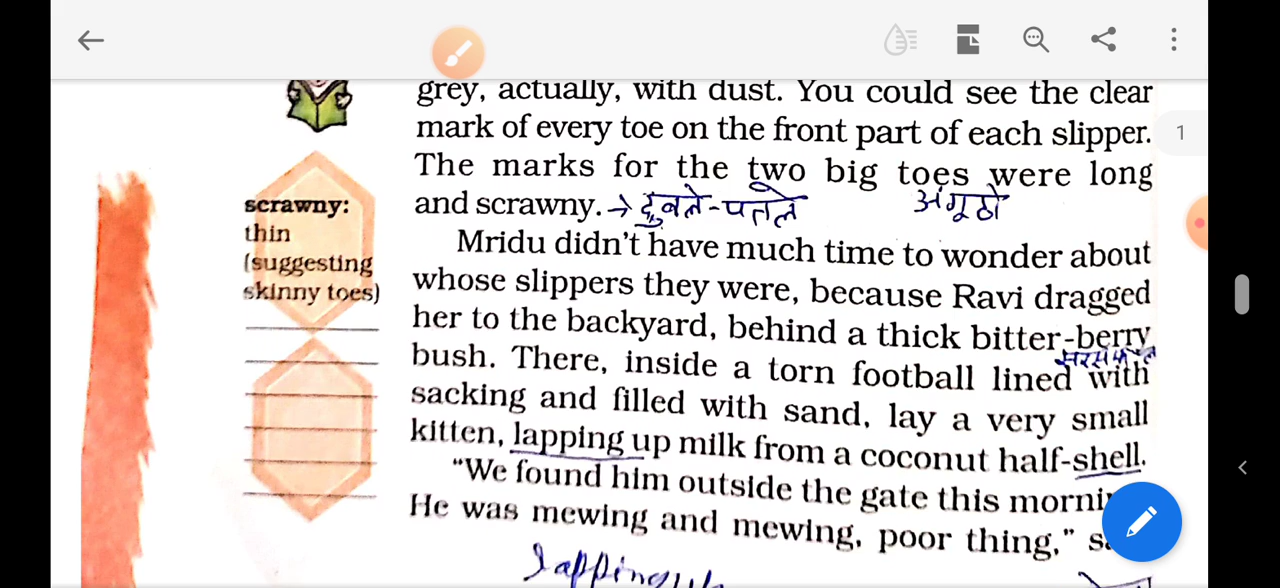 1
grey, actually, with dust. You could see the clear
mark of every toe on the front part of each slipper.
The marks for the two big toes were long
and scrawny. → दुबले-पतले अंगूठो
scrawny:
thin
(suggesting
skinny toes)
Mridu didn't have much time to wonder about
whose slippers they were, because Ravi dragged
her to the backyard, behind a thick bitter-berry
bush. There, inside a torn football lined with
sacking and filled with sand, lay a very small
kitten, lapping up milk from a coconut half-shell.
"We found him outside the gate this morni
He was mewing and mewing, poor thing," s
lapping up